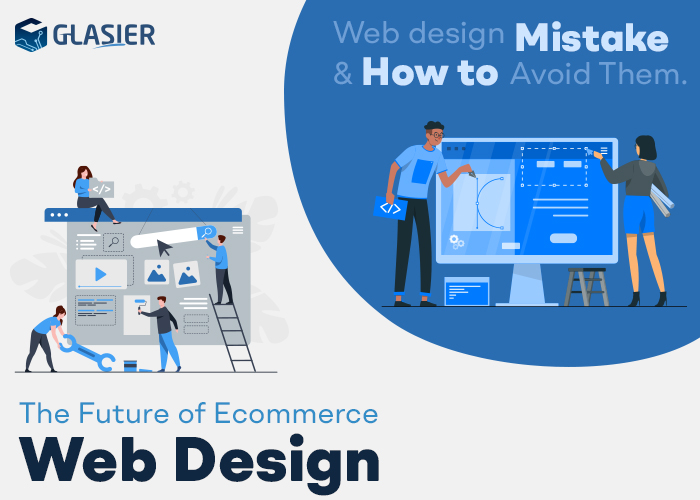 GLASIER
Web design Mistake
& How to Avoid Them.
</>
</>
The Future of Ecommerce
Web Design